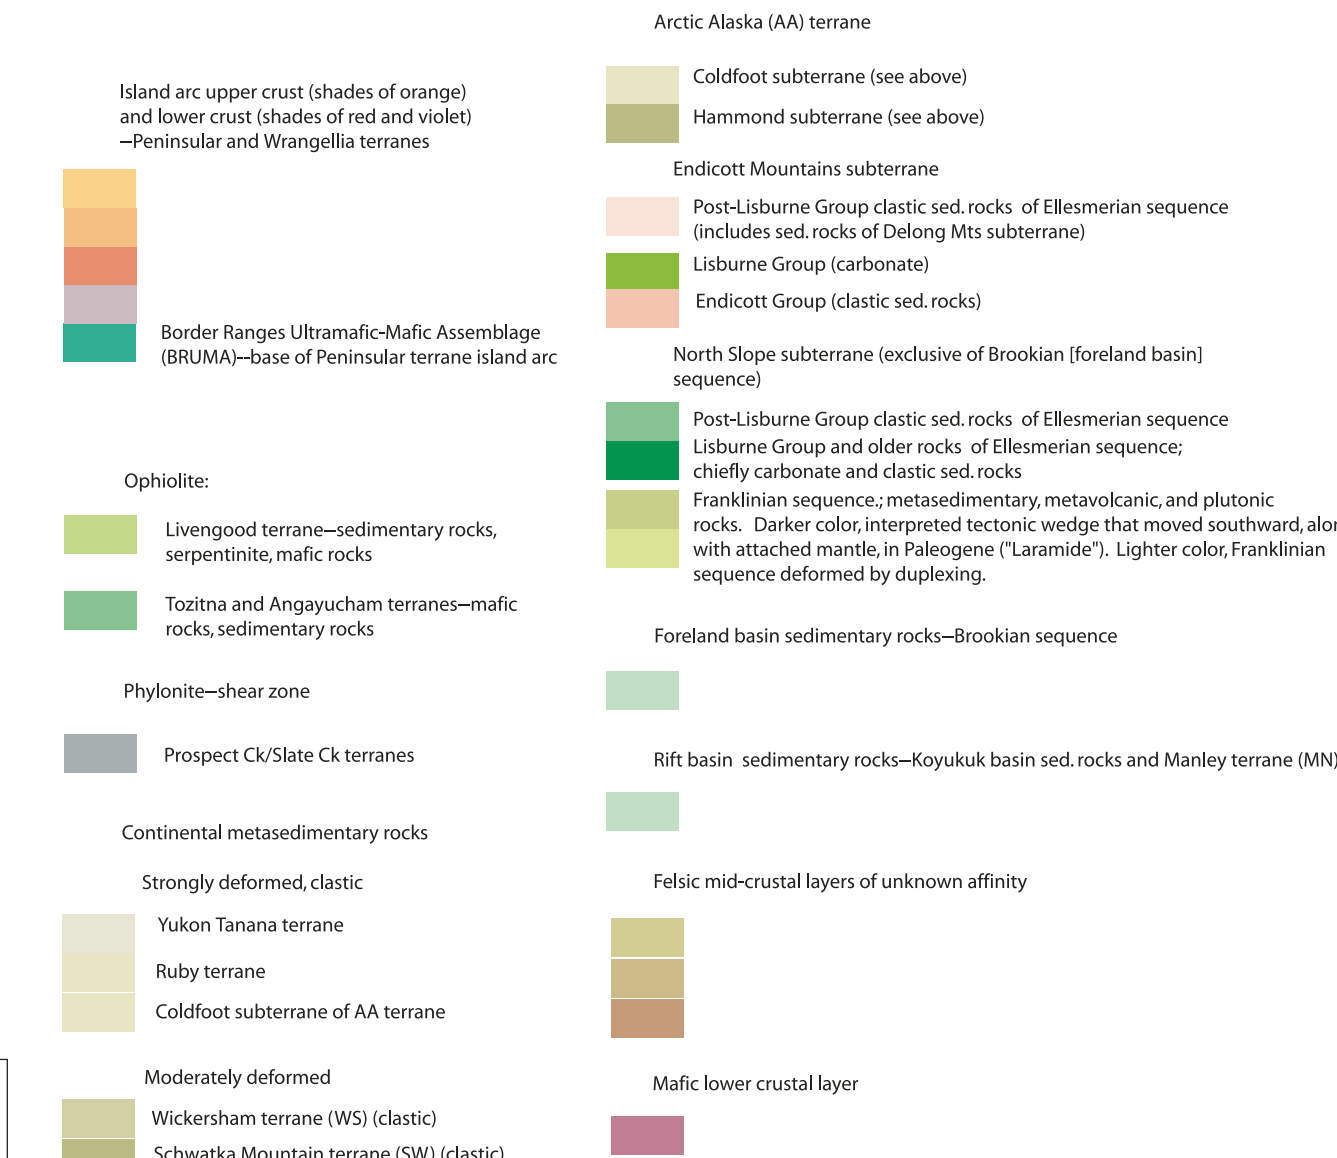 Island arc upper crust (shades of orange)
and lower crust (shades of red and violet)
—Peninsular and Wrangellia terranes
Border Ranges Ultramafic-Mafic Assemblage
(BRUMA)--base of Peninsular terrane island arc
Ophiolite:
Livengood terrane—sedimentary rocks,
serpentinite, mafic rocks
Tozitna and Angayucham terranes—mafic
rocks, sedimentary rocks
Phylonite—shear zone
Prospect Ck/Slate Ck terranes
Continental metasedimentary rocks
Strongly deformed, clastic
Yukon Tanana terrane
Ruby terrane
Coldfoot subterrane of AA terrane
Moderately deformed
Wickersham terrane (WS) (clastic)
Schwatka Mountain terrane (SW) (clastic)
Arctic Alaska (AA) terrane
Coldfoot subterrane (see above)
Hammond subterrane (see above)
Endicott Mountains subterrane
Post-Lisburne Group clastic sed. rocks of Ellesmerian sequence
(includes sed. rocks of Delong Mts subterrane)
Lisburne Group (carbonate)
Endicott Group (clastic sed. rocks)
North Slope subterrane (exclusive of Brookian [foreland basin]
sequence)
Post-Lisburne Group clastic sed. rocks of Ellesmerian sequence
Lisburne Group and older rocks of Ellesmerian sequence;
chiefly carbonate and clastic sed. rocks
Franklinian sequence.; metasedimentary, metavolcanic, and plutonic
rocks. Darker color, interpreted tectonic wedge that moved southward, alon
with attached mantle, in Paleogene ("Laramide"). Lighter color, Franklinian
sequence deformed by duplexing.
Foreland basin sedimentary rocks—Brookian sequence
Rift basin sedimentary rocks—Koyukuk basin sed. rocks and Manley terrane (MN)
Felsic mid-crustal layers of unknown affinity
Mafic lower crustal layer